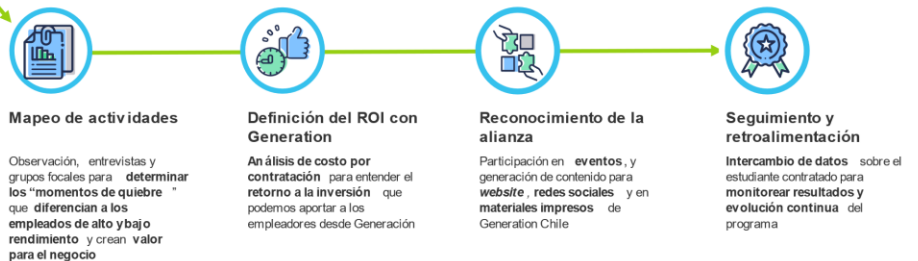 Mapeo de actividades
Observación, entrevistas y
grupos focales para determinar
los “momentos de quiebre ”
que diferencian a los
empleados de alto y bajo
rendimiento y crean valor
para el negocio
Definición del ROI con
Generation
Análisis de costo por
contratación para entender el
retorno a la inversión que
podemos aportar a los
empleadores desde Generación
Reconocimiento de la
alianza
Participación en eventos , y
generación de contenido para
website , redes sociales y en
materiales impresos de
Generation Chile
Seguimiento y
retroalimentación
Intercambio de datos sobre el
estudiante contratado para
monitorear resultados y
evolución continua del
programa